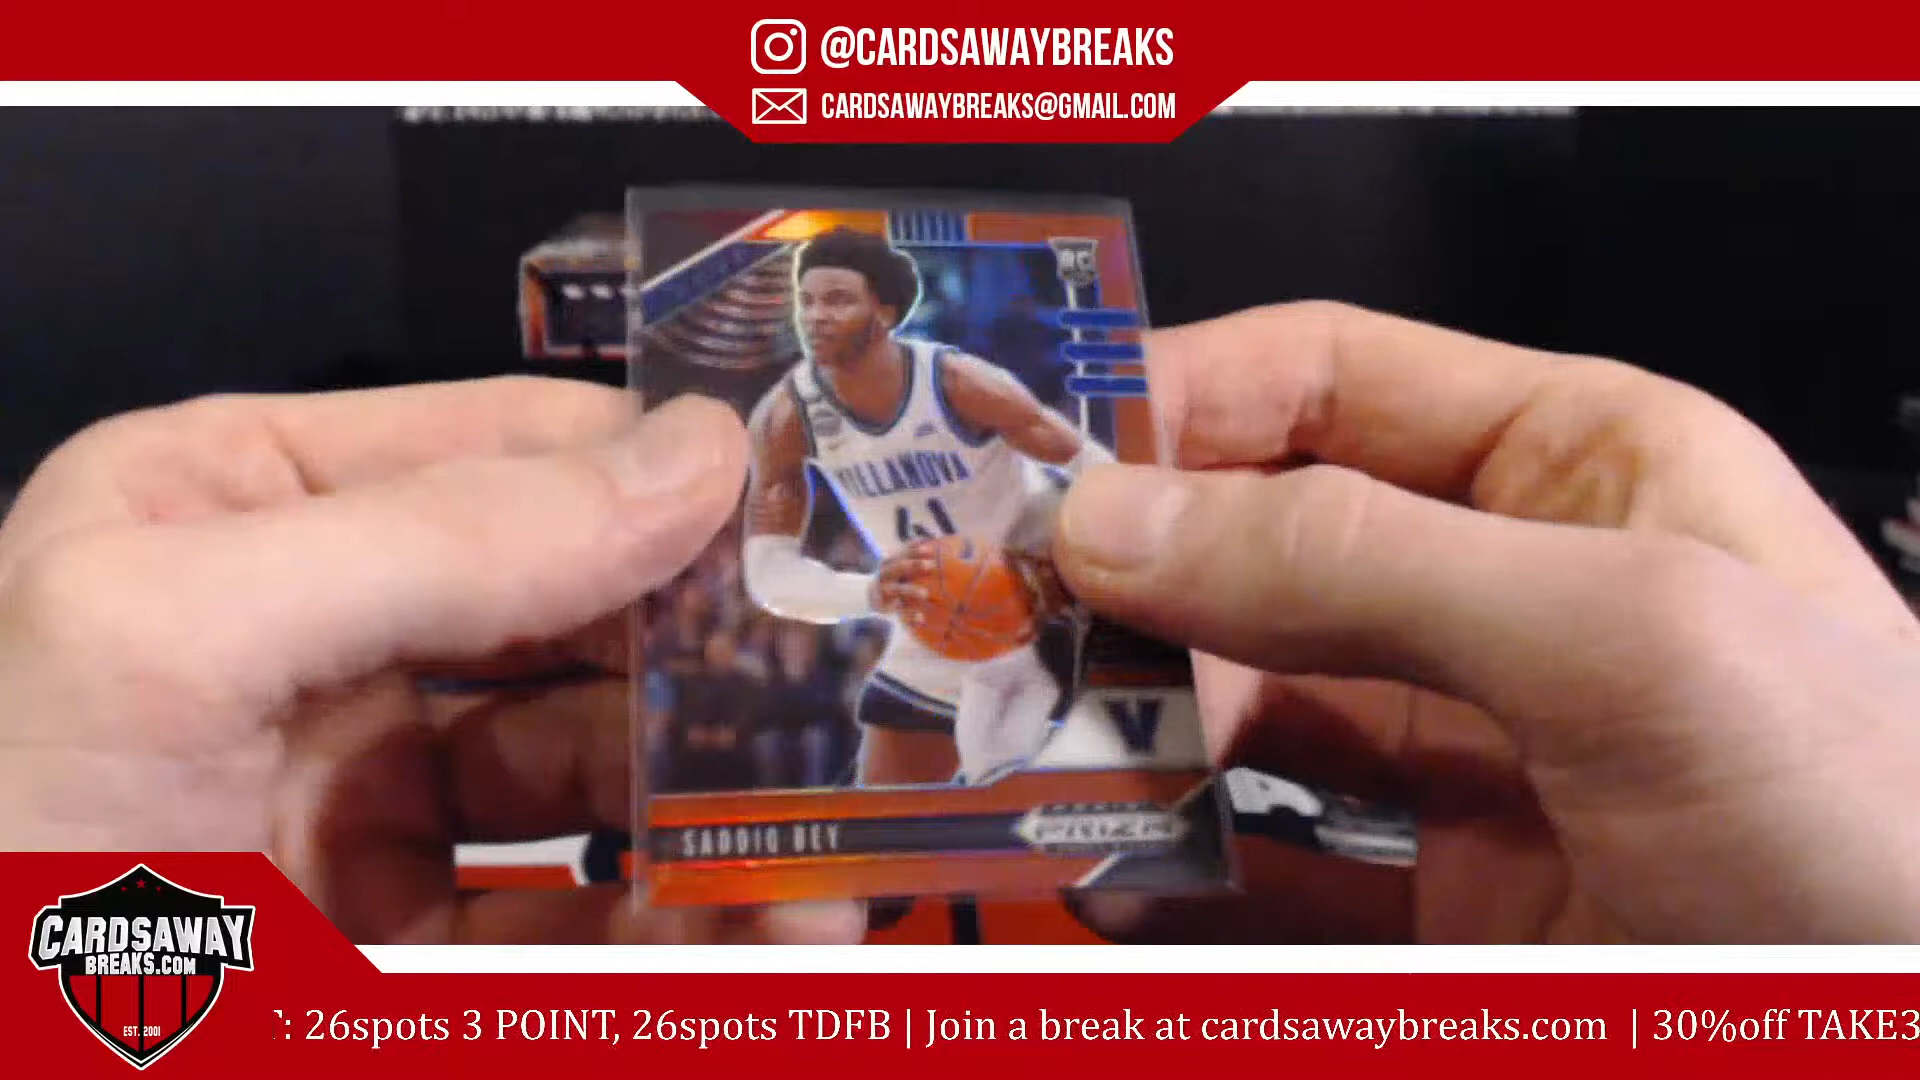 @CARDSAWAYBREAKS
CARDSAWAYBREAKS@GMAIL.COM
RC
VILLANOVA
41
V
SADDIQ BEY
PRIZM
CARDSAWAY
BREAKS.COM
EST. 2001
: 26spots 3 POINT, 26spots TDFB | Join a break at cardsawaybreaks.com | 30%off TAKE3